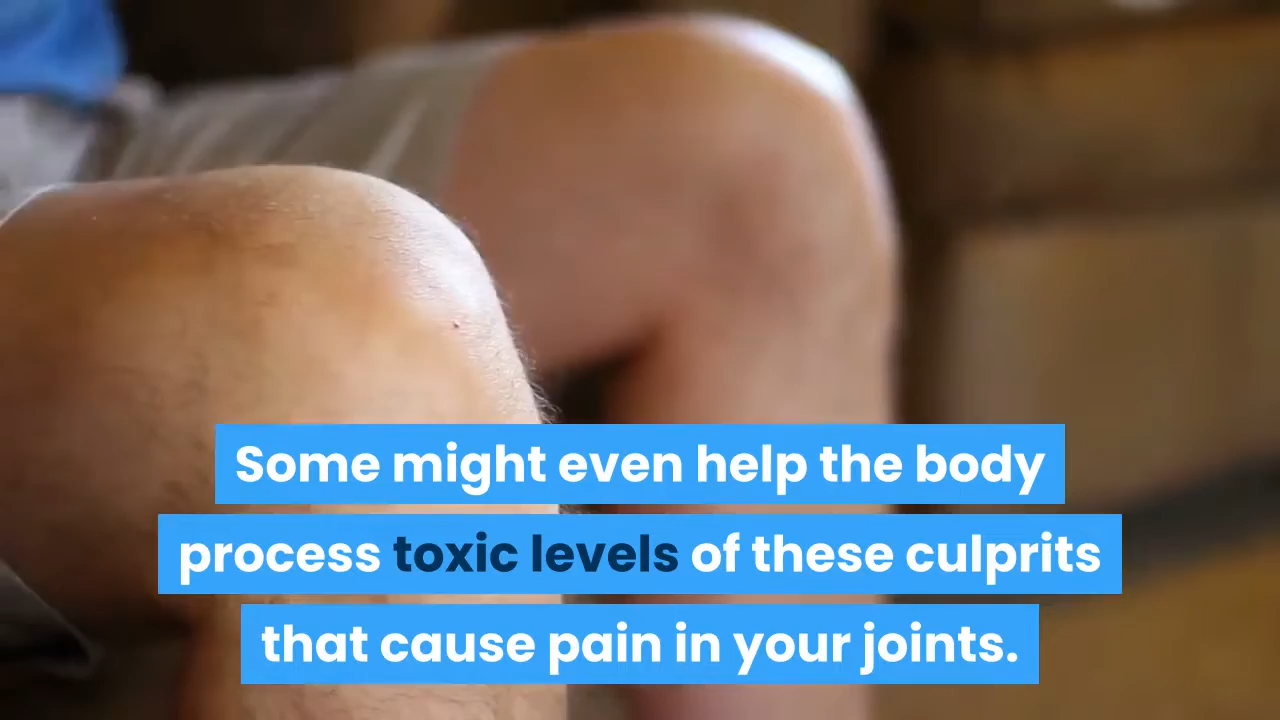 Some might even help the body
process toxic levels of these culprits
that cause pain in your joints.